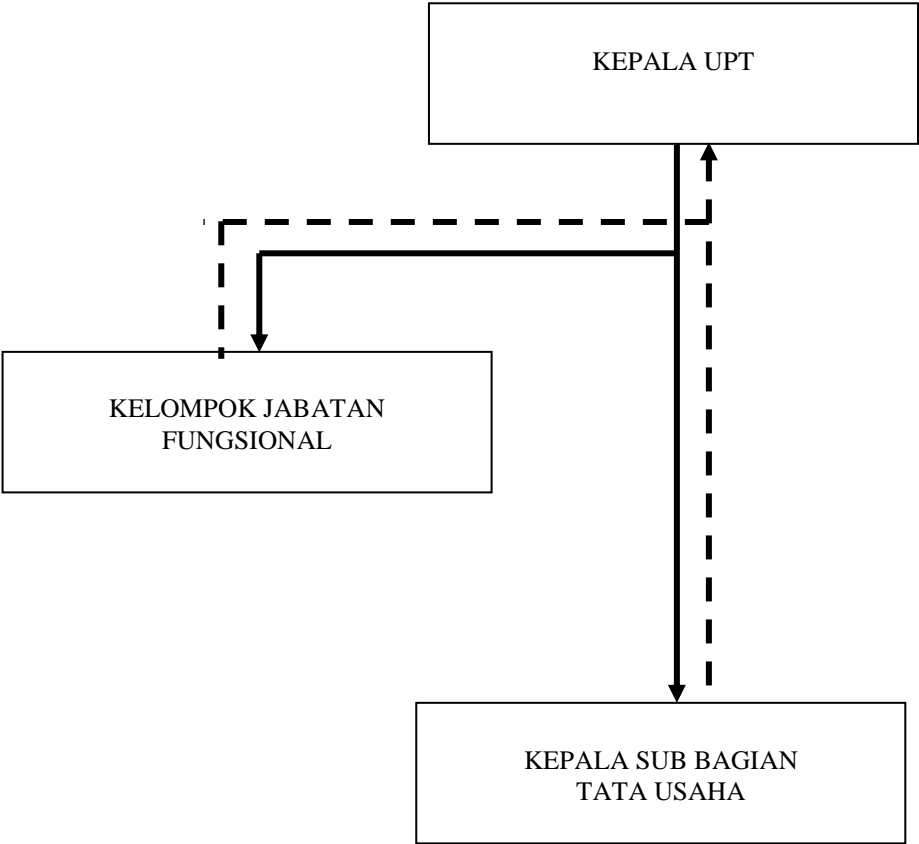 KEPALA UPT
KELOMPOK JABATAN
FUNGSIONAL
KEPALA SUB BAGIAN
TATA USAHA